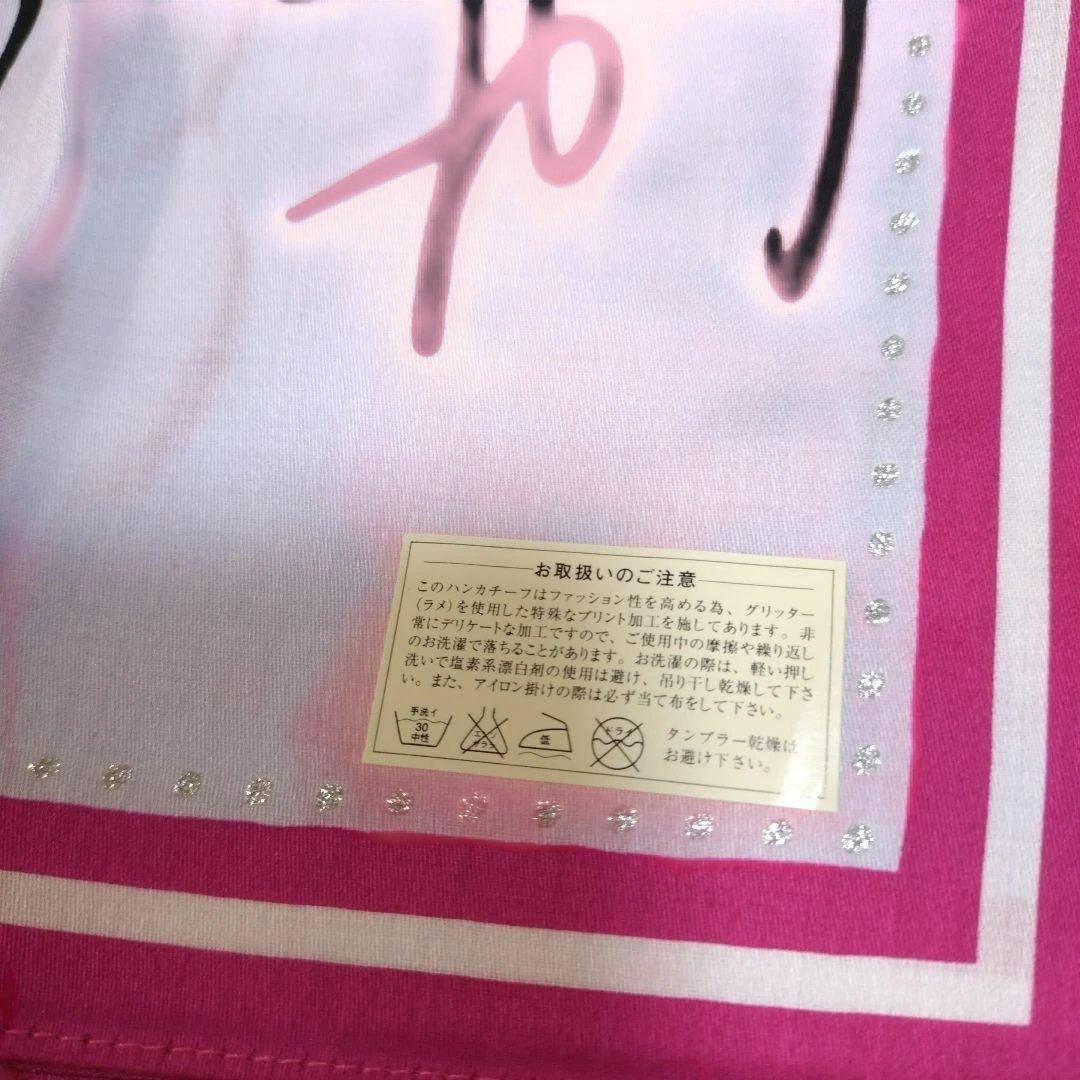 お取扱いのご注意
このハンカチーフはファッション性を高める為、グリッター
(ラメ)を使用した特殊なプリント加工を施してあります。非
常にデリケートな加工ですので、ご使用中の摩擦や繰り返し
のお洗濯で落ちることがあります。お洗濯の際は、軽い押し
洗いで塩素系漂白剤の使用は避け、吊り干し乾燥して下さ
い。また、アイロン掛けの際は必ず当て布をして下さい。
手洗イ
30
中性
エンソ
サラシ
低
ドライ
タンブラー乾燥は
お避け下さい。